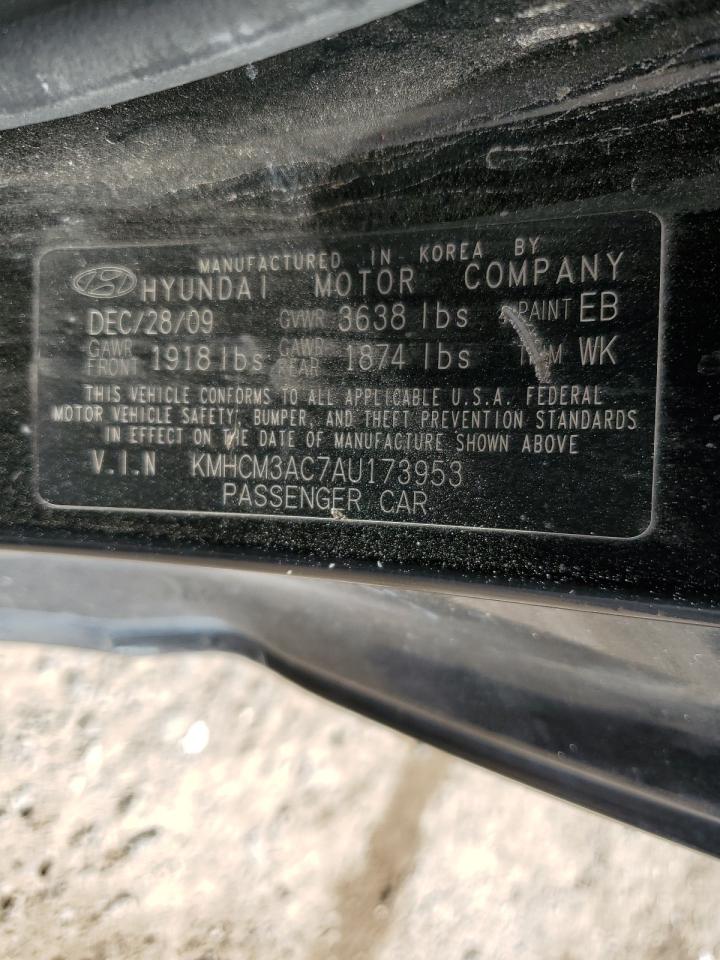 MANUFACTURED IN KOREA BY
HYUNDAI MOTOR COMPANY
DEC/28/09 GVWR 3638 lbs PAINT EB
GAWR FRONT 1918 lbs GAWR REAR 1874 lbs TRIM WK
THIS VEHICLE CONFORMS TO ALL APPLICABLE U.S.A. FEDERAL
MOTOR VEHICLE SAFETY, BUMPER, AND THEFT PREVENTION STANDARDS
IN EFFECT ON THE DATE OF MANUFACTURE SHOWN ABOVE
V.I.N KMHCM3AC7AU173953
PASSENGER CAR